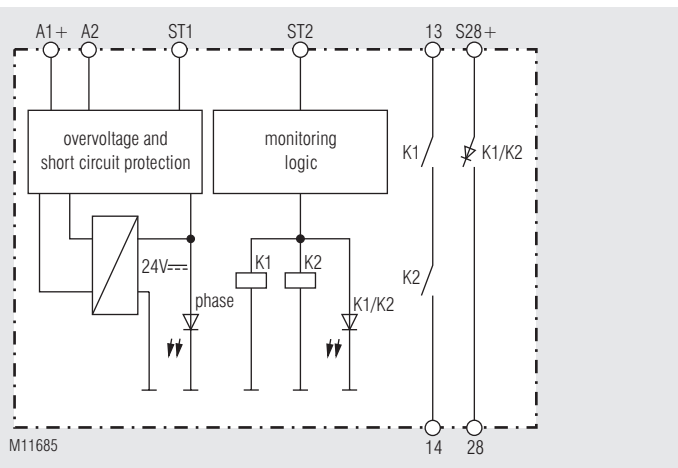 A1+ A2 ST1 ST2 13 S28+
overvoltage and
short circuit protection
monitoring
logic
K1 K1/K2
24V
K1 K2
K2
phase
K1/K2
M11685
14 28